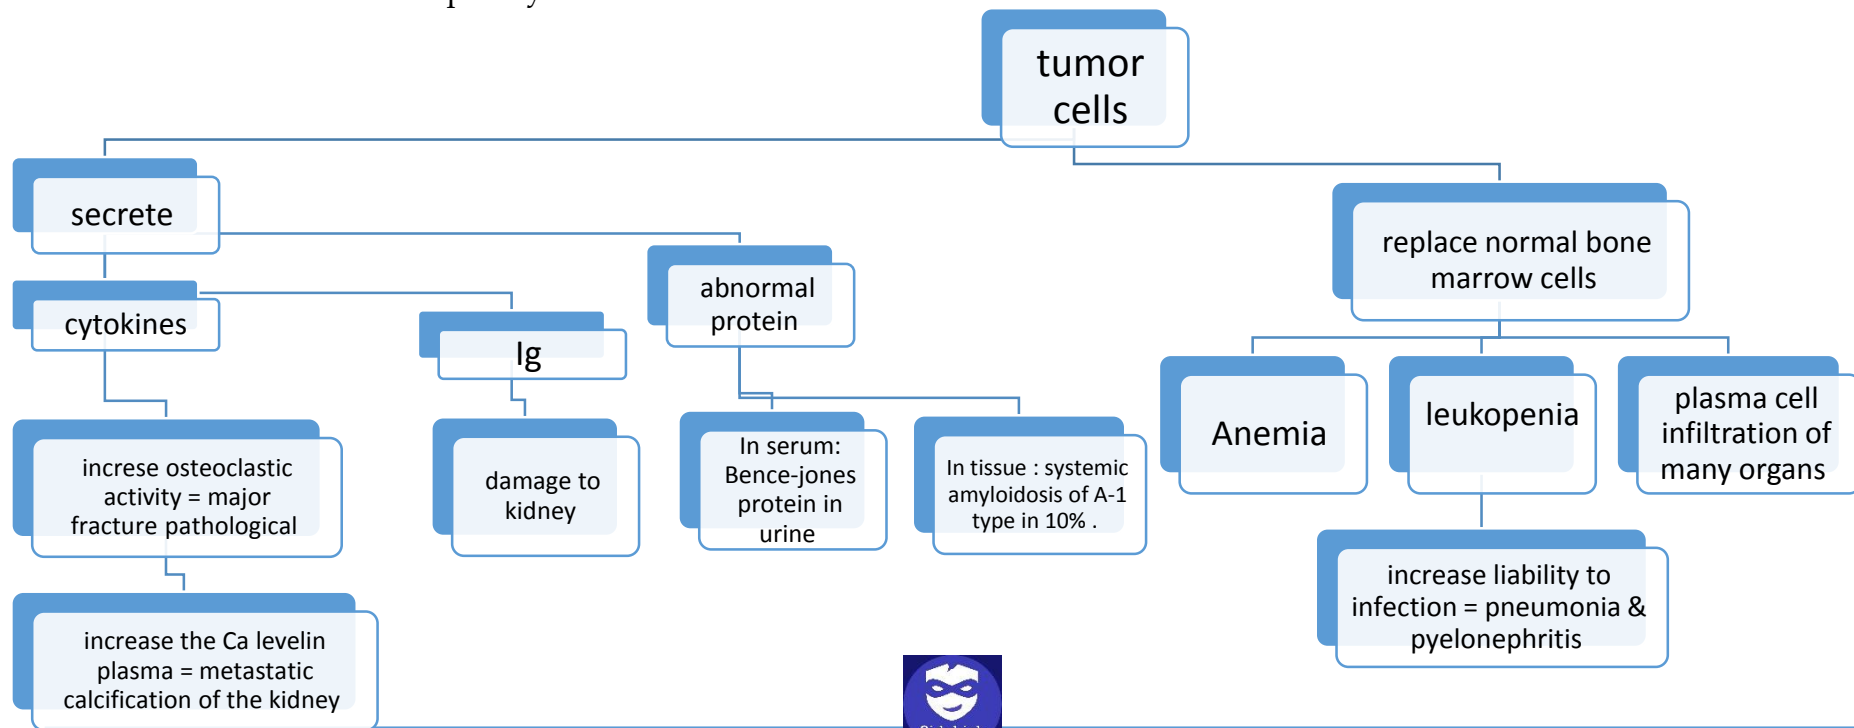 tumor
cells
secrete
replace normal bone
marrow cells
cytokines
Ig
abnormal
protein
Anemia
leukopenia
plasma cell
infiltration of
many organs
increse osteoclastic
activity = major
fracture pathological
damage to
kidney
In serum:
Bence-jones
protein in
urine
In tissue : systemic
amyloidosis of A-1
type in 10% .
increase liability to
infection = pneumonia &
pyelonephritis
increase the Ca levelin
plasma = metastatic
calcification of the kidney